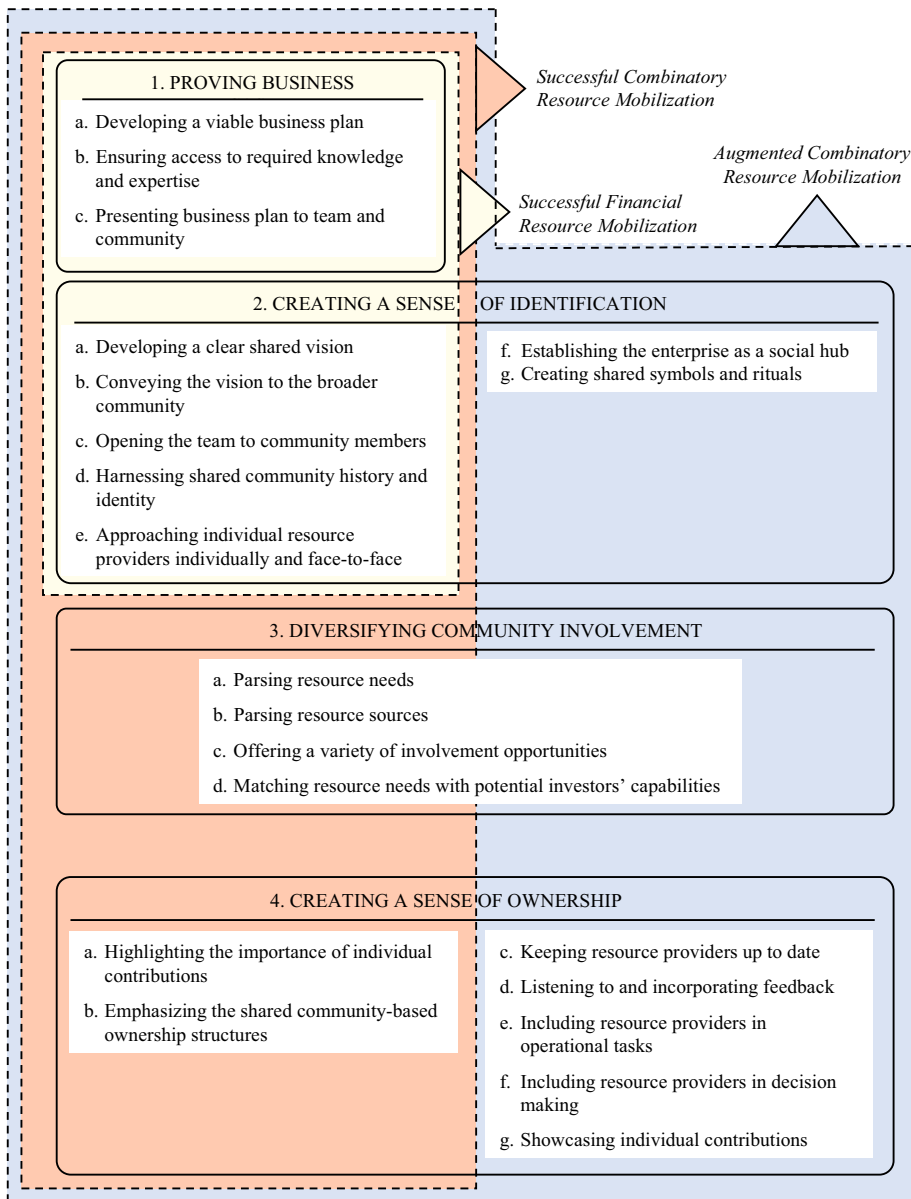 1. PROVING BUSINESS
a. Developing a viable business plan
b. Ensuring access to required knowledge
and expertise
c. Presenting business plan to team and
community
Successful Combinatory
Resource Mobilization
Augmented Combinatory
Resource Mobilization
Successful Financial
Resource Mobilization
2. CREATING A SENSE OF IDENTIFICATION
a. Developing a clear shared vision
b. Conveying the vision to the broader
community
c. Opening the team to community members
d. Harnessing shared community history and
identity
e. Approaching individual resource
providers individually and face-to-face
f. Establishing the enterprise as a social hub
g. Creating shared symbols and rituals
3. DIVERSIFYING COMMUNITY INVOLVEMENT
a. Parsing resource needs
b. Parsing resource sources
c. Offering a variety of involvement opportunities
d. Matching resource needs with potential investors’ capabilities
4. CREATING A SENSE OF OWNERSHIP
a. Highlighting the importance of individual
contributions
b. Emphasizing the shared community-based
ownership structures
c. Keeping resource providers up to date
d. Listening to and incorporating feedback
e. Including resource providers in
operational tasks
f. Including resource providers in decision
making
g. Showcasing individual contributions